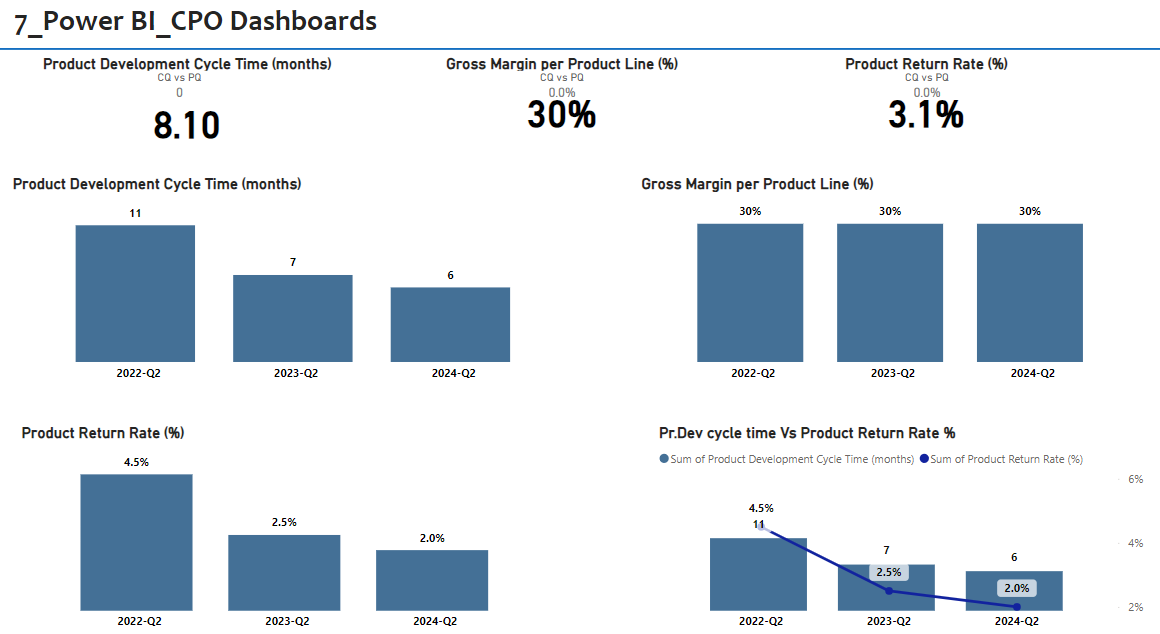 7_Power BI_CPO Dashboards
Product Development Cycle Time (months)
CQ vs PQ
0
8.10
Gross Margin per Product Line (%)
CQ vs PQ
0.0%
30%
Product Return Rate (%)
CQ vs PQ
0.0%
3.1%
Product Development Cycle Time (months)
11
7
6
2022-Q2 2023-Q2 2024-Q2
Gross Margin per Product Line (%)
30% 30% 30%
2022-Q2 2023-Q2 2024-Q2
Product Return Rate (%)
4.5%
2.5%
2.0%
2022-Q2 2023-Q2 2024-Q2
Pr.Dev cycle time Vs Product Return Rate %
Sum of Product Development Cycle Time (months) Sum of Product Return Rate (%)
6%
4.5%
11
4%
7
6
2.5%
2.0%
2%
2022-Q2 2023-Q2 2024-Q2